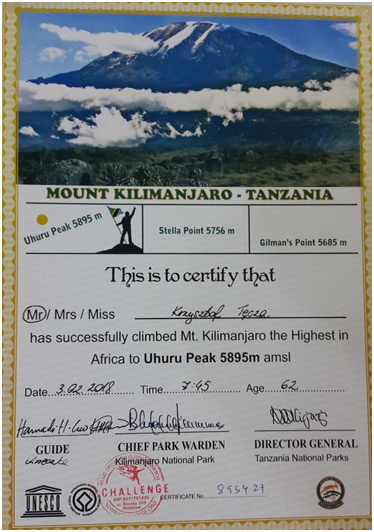 MOUNT KILIMANJARO - TANZANIA
Uhuru Peak 5895 m
Stella Point 5756 m
Gilman's Point 5685 m
This is to certify that
Mr / Mrs / Miss Krzysztof Tęcza
has successfully climbed Mt. Kilimanjaro the Highest in
Africa to Uhuru Peak 5895m amsl
Date 3.02.2018 Time 7:45 Age 62
GUIDE
CHIEF PARK WARDEN
Kilimanjaro National Park
DIRECTOR GENERAL
Tanzania National Parks
UNESCO
CHALLENGE
CERTIFICATE No.